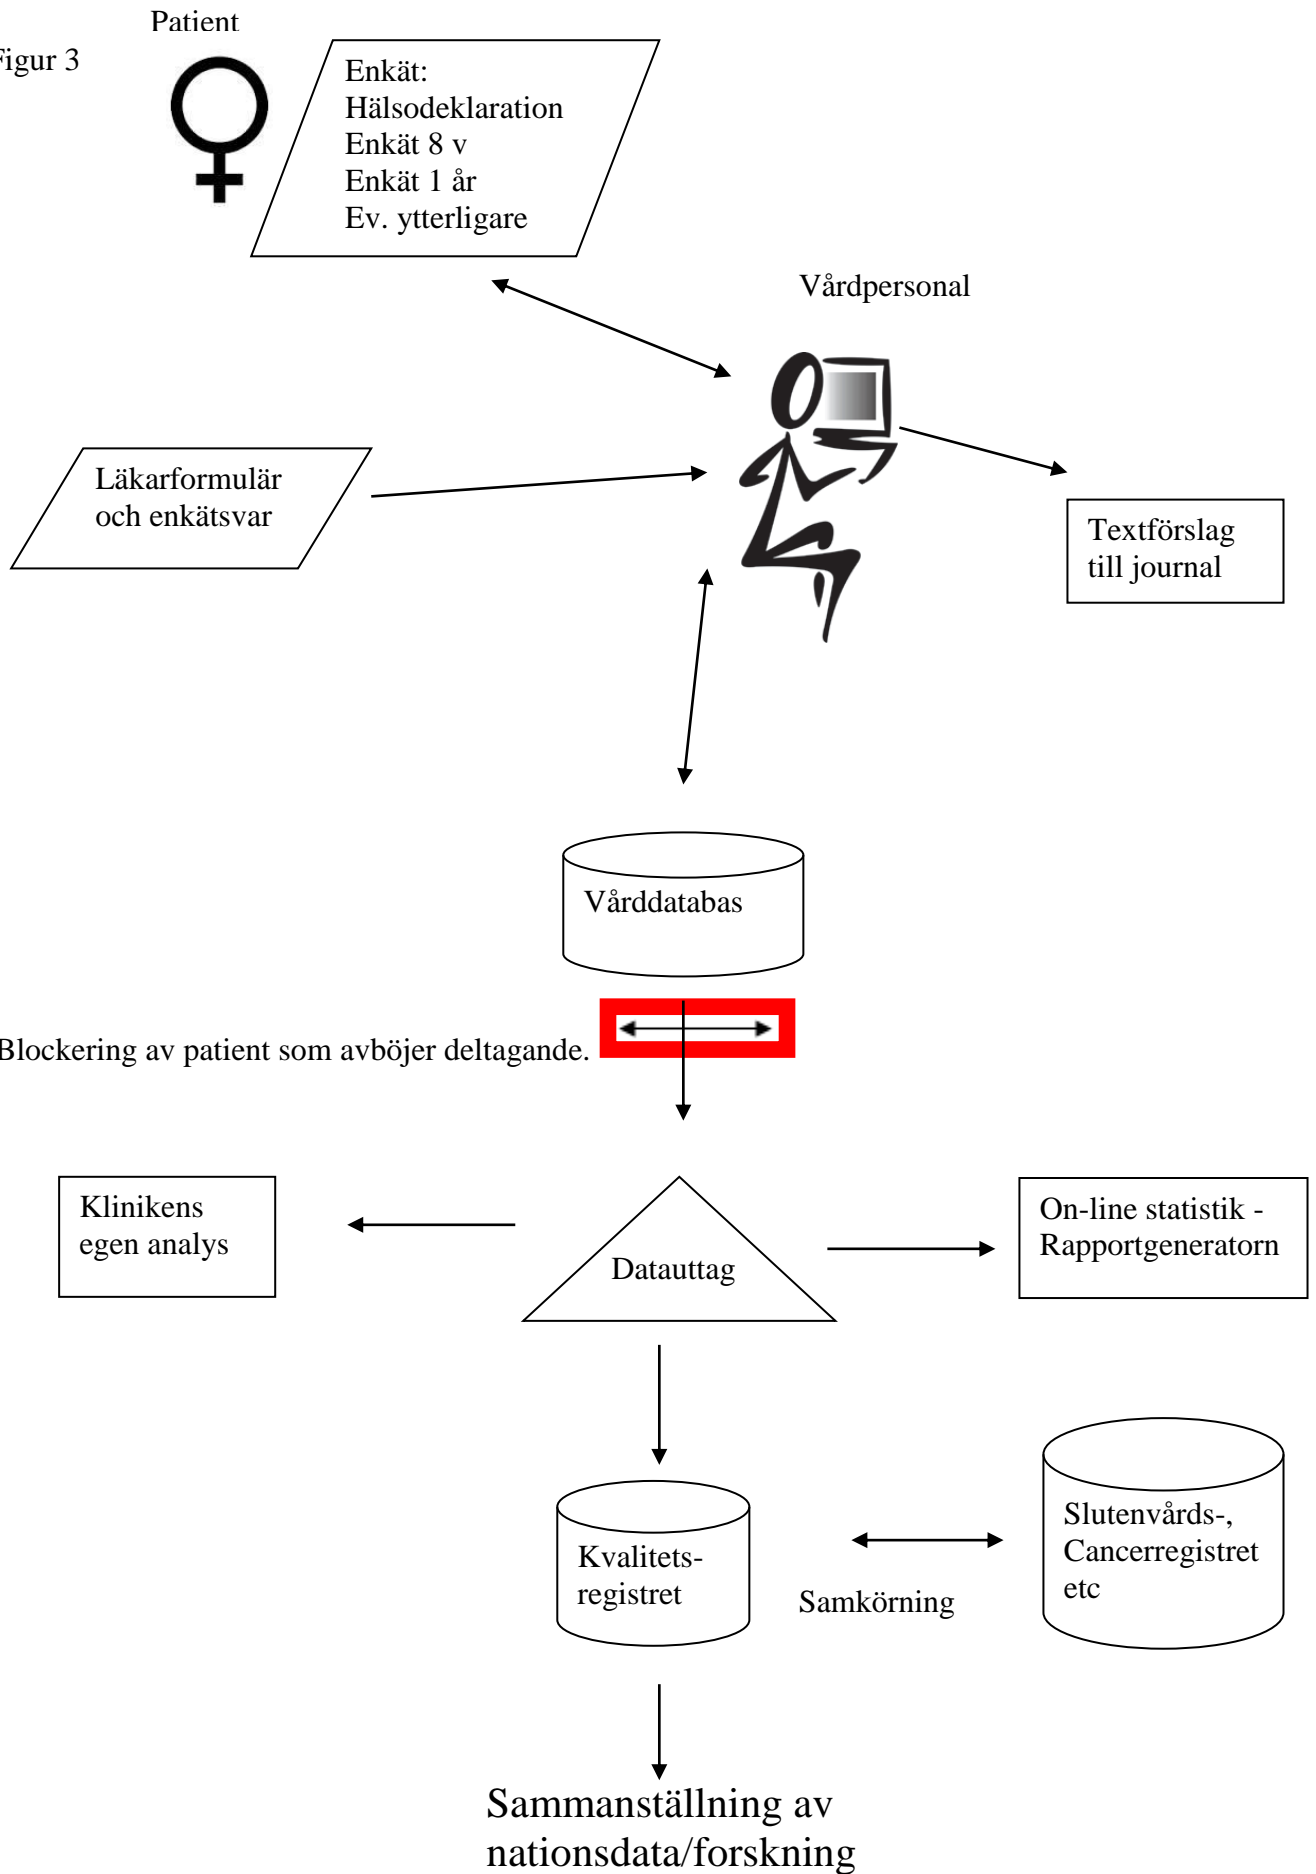 Patient
Figur 3
Enkät:
Hälsodeklaration
Enkät 8 v
Enkät 1 år
Ev. ytterligare
Vårdpersonal
Läkarformulär
och enkätsvar
Textförslag
till journal
Vårddatabas
Blockering av patient som avböjer deltagande.
Klinikens
egen analys
Datauttag
On-line statistik -
Rapportgeneratorn
Kvalitets-
registret
Samkörning
Slutenvårds-,
Cancerregistret
etc
Sammanställning av
nationsdata/forskning